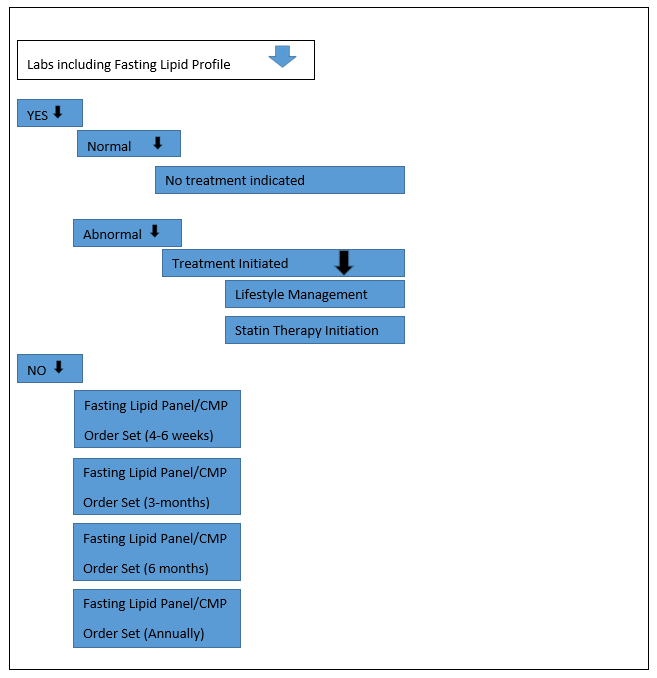 Labs including Fasting Lipid Profile
YES
Normal
No treatment indicated
Abnormal
Treatment Initiated
Lifestyle Management
Statin Therapy Initiation
NO
Fasting Lipid Panel/CMP
Order Set (4-6 weeks)
Fasting Lipid Panel/CMP
Order Set (3-months)
Fasting Lipid Panel/CMP
Order Set (6 months)
Fasting Lipid Panel/CMP
Order Set (Annually)